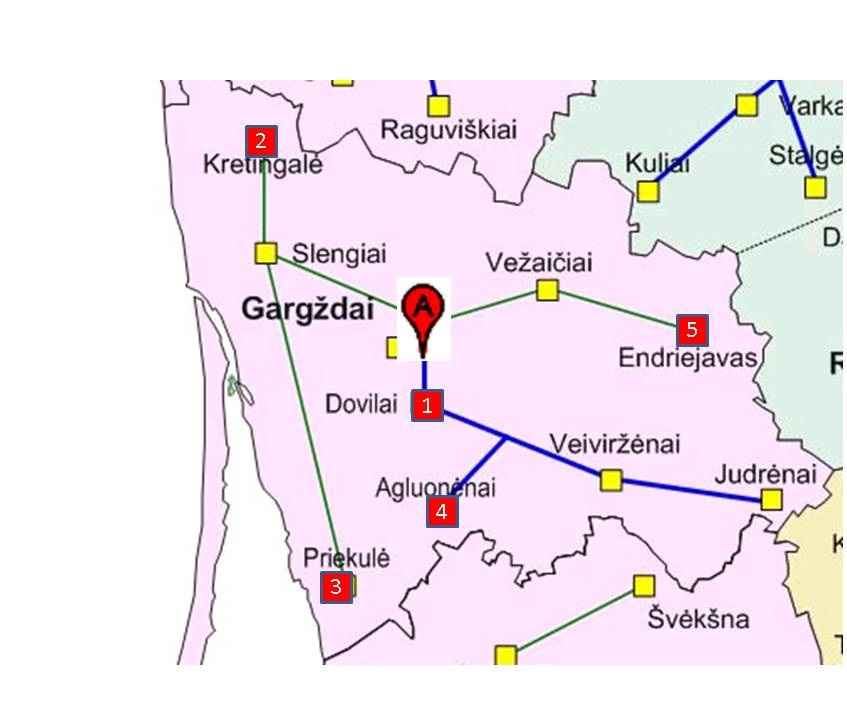 Raguviškiai
Varka
2
Kretingalė
Kuliai
Stalgė
Slengiai
Vežaičiai
D
Gargždai
A
5
Endriejavas
R
Dovilai
1
Veiviržėnai
Judrėnai
Agluonėnai
4
K
Priekulė
3
Švėkšna
T